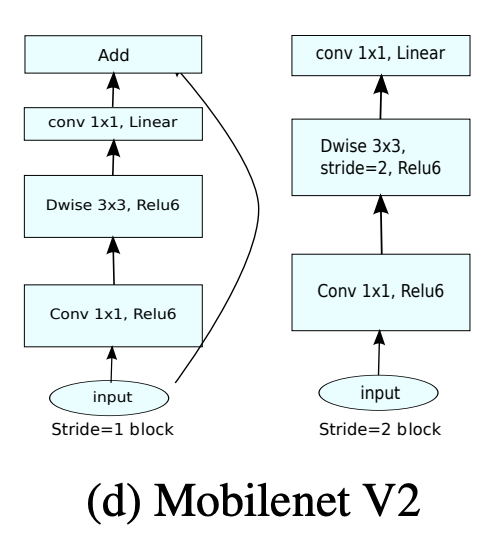 Add
conv 1x1, Linear
Dwise 3x3, Relu6
Conv 1x1, Relu6
input
Stride=1 block
conv 1x1, Linear
Dwise 3x3,
stride=2, Relu6
Conv 1x1, Relu6
input
Stride=2 block
(d) Mobilenet V2